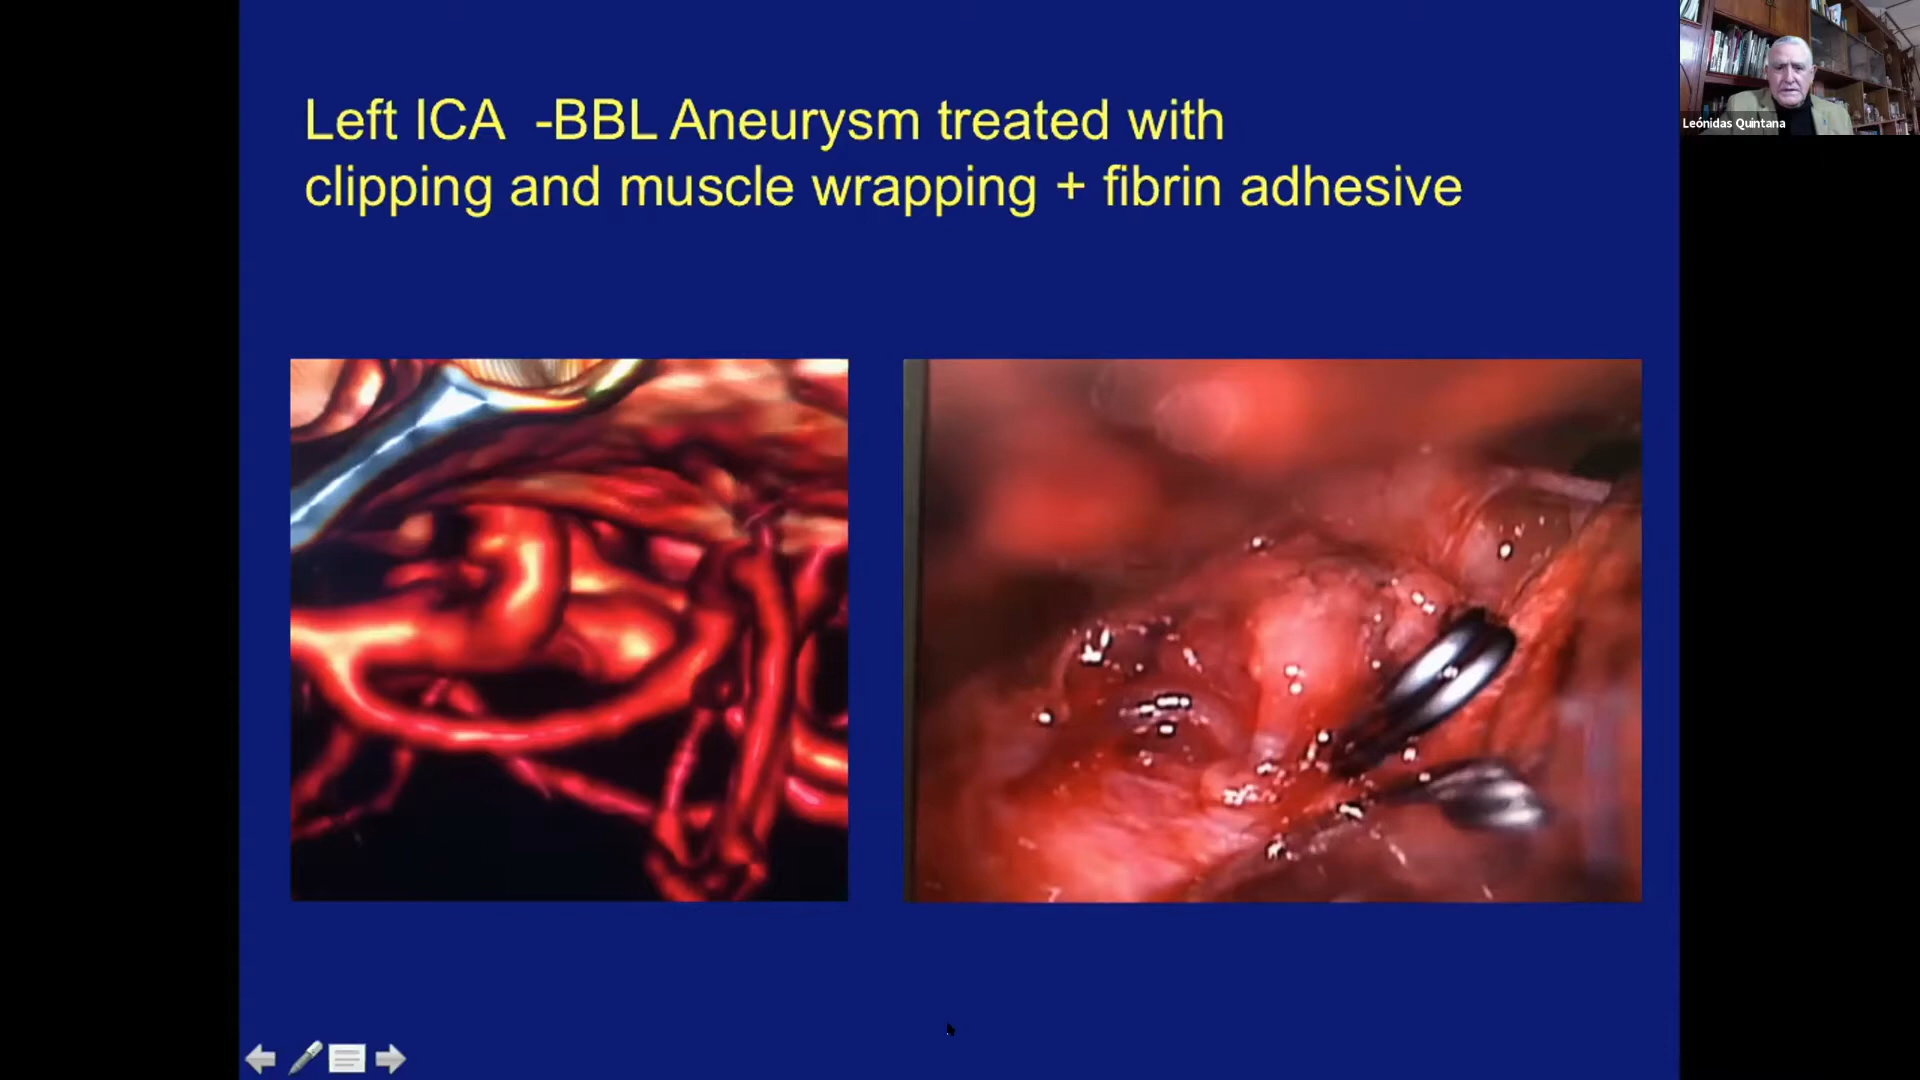 Left ICA  -BBL Aneurysm treated with
clipping and muscle wrapping + fibrin adhesive
Leónidas Quintana